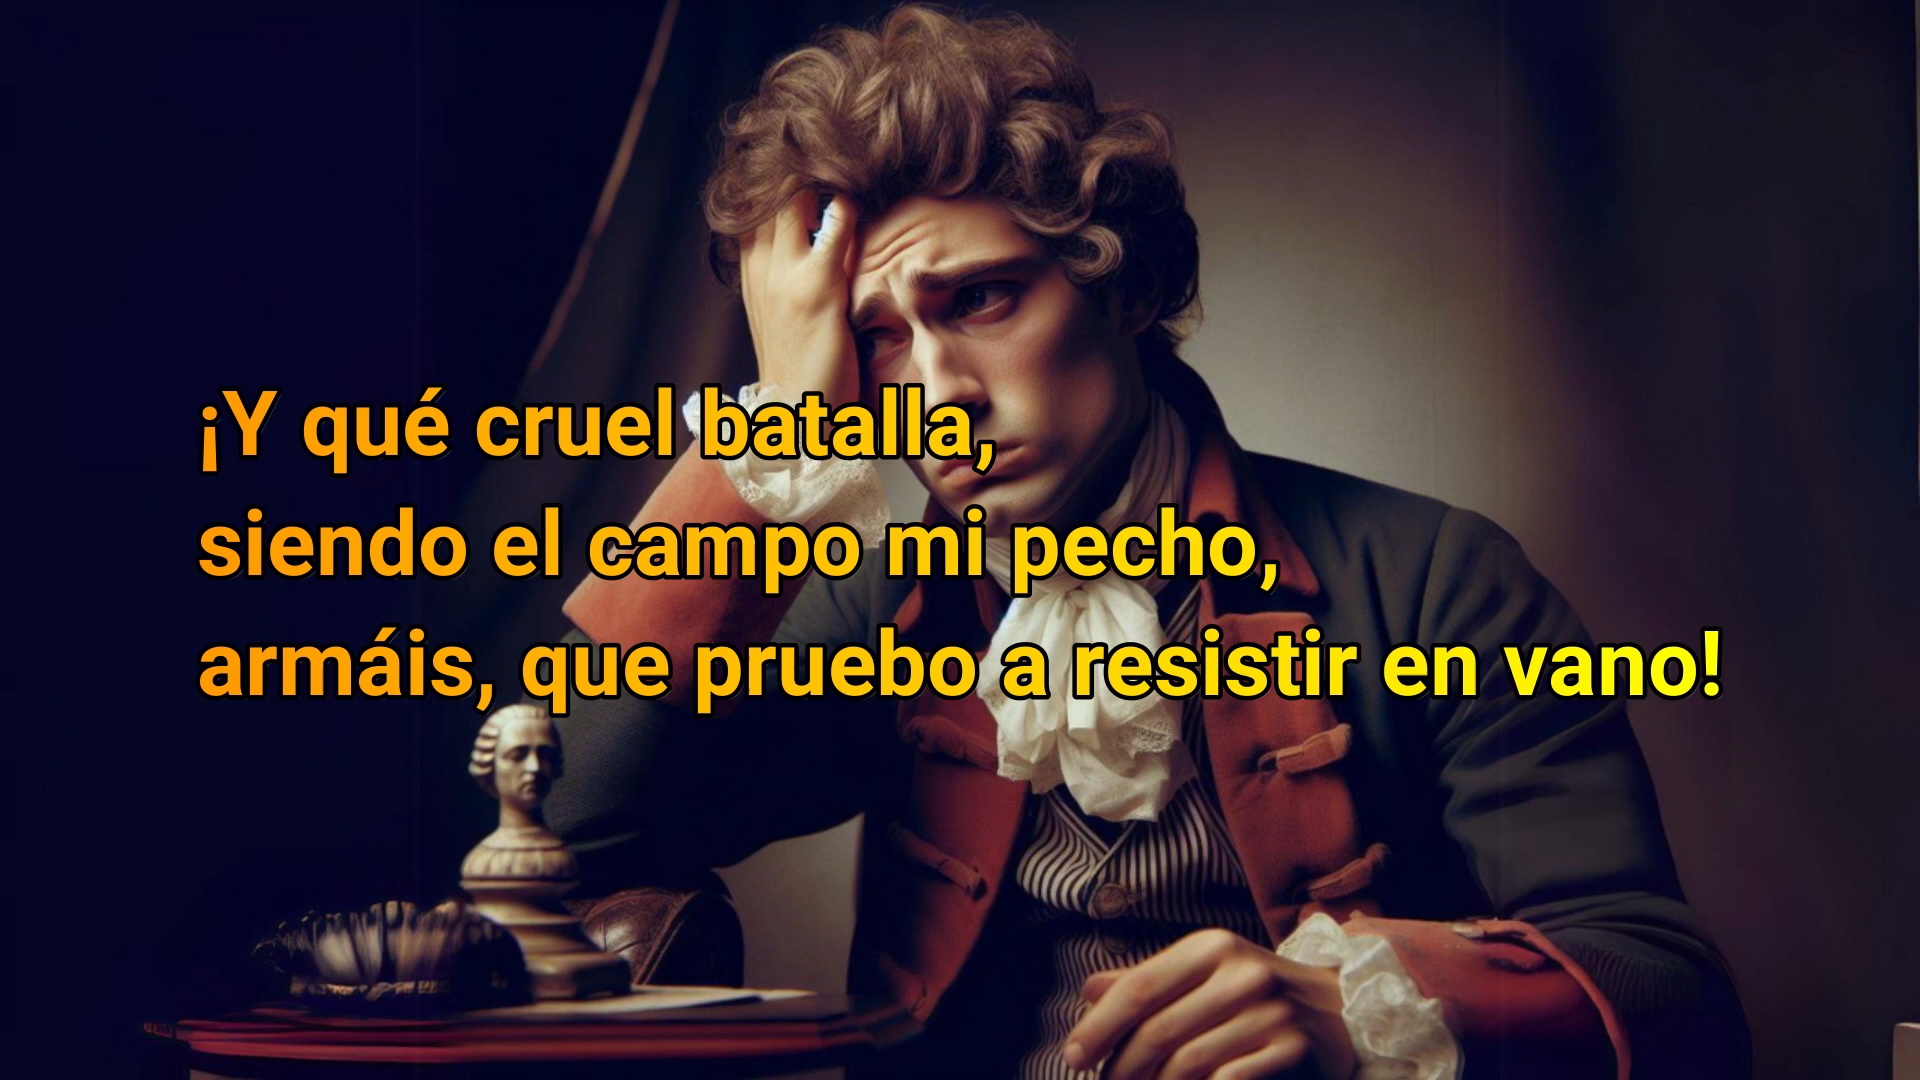 ¡Y qué cruel batalla,
siendo el campo mi pecho,
armáis, que pruebo a resistir en vano!